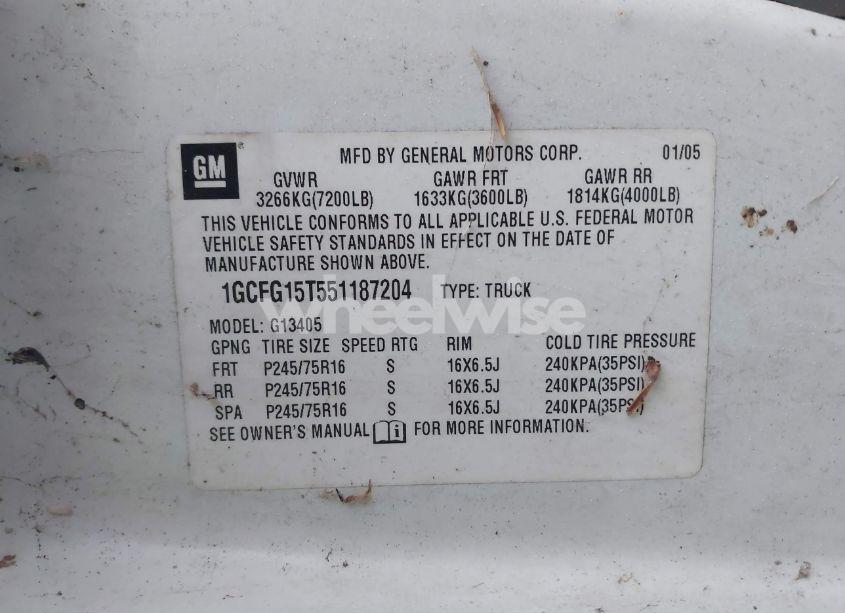 GM
MFD BY GENERAL MOTORS CORP. 01/05
GVWR GAWR FRT GAWR RR
3266KG(7200LB) 1633KG(3600LB) 1814KG(4000LB)
THIS VEHICLE CONFORMS TO ALL APPLICABLE U.S. FEDERAL MOTOR
VEHICLE SAFETY STANDARDS IN EFFECT ON THE DATE OF
MANUFACTURE SHOWN ABOVE.
1GCFG15T551187204 TYPE: TRUCK
wheelwise
MODEL: G13405
GPNG TIRE SIZE SPEED RTG RIM COLD TIRE PRESSURE
FRT P245/75R16 S 16X6.5J 240KPA(35PSI)
RR P245/75R16 S 16X6.5J 240KPA(35PSI)
SPA P245/75R16 S 16X6.5J 240KPA(35PSI)
SEE OWNER'S MANUAL i FOR MORE INFORMATION.